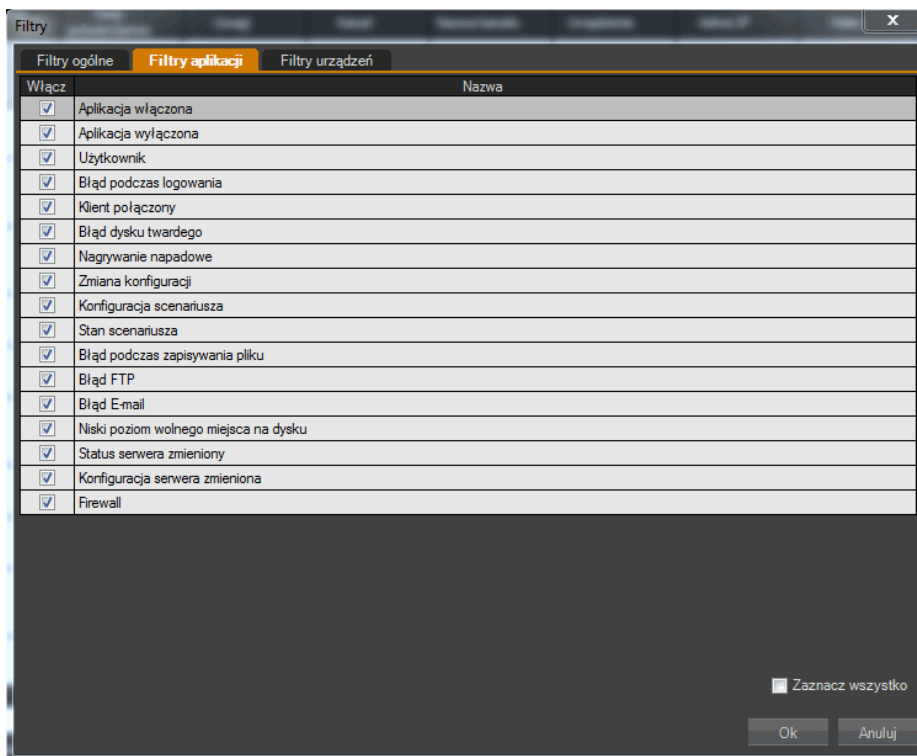 Filtry
x
Filtry ogólne Filtry aplikacji Filtry urządzeń
Włącz Nazwa
Aplikacja włączona
Aplikacja wyłączona
Użytkownik
Błąd podczas logowania
Klient połączony
Błąd dysku twardego
Nagrywanie napadowe
Zmiana konfiguracji
Konfiguracja scenariusza
Stan scenariusza
Błąd podczas zapisywania pliku
Błąd FTP
Błąd E-mail
Niski poziom wolnego miejsca na dysku
Status serwera zmieniony
Konfiguracja serwera zmieniona
Firewall
Zaznacz wszystko
Ok Anuluj